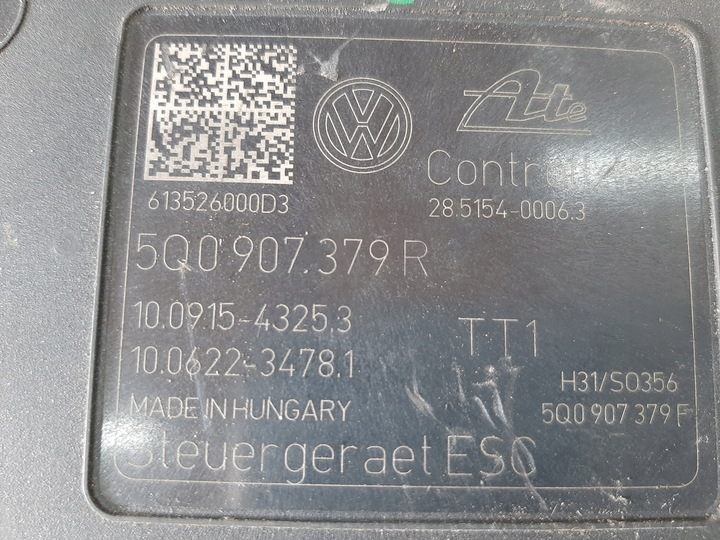 Ate
613526000D3
28.5154-0006.3
5Q0 907.379 R
10.0915-4325.3
10.0622-3478.1
TT1
H31/S0356
MADE IN HUNGARY
5Q0 907 379 F
Steuergeraet ESC